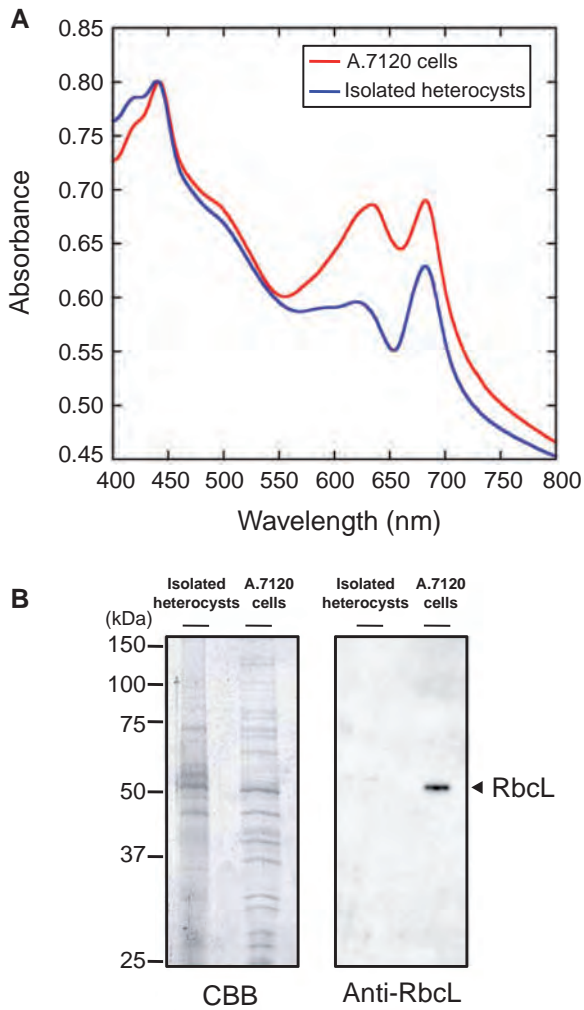 A
0.85
0.80
0.75
0.70
0.65
0.60
0.55
0.50
0.45
Absorbance
A.7120 cells
Isolated heterocysts
400 450 500 550 600 650 700 750 800
Wavelength (nm)
B
Isolated heterocysts
A.7120 cells
Isolated heterocysts
A.7120 cells
(kDa)
150
100
75
50
37
25
RbcL
CBB
Anti-RbcL